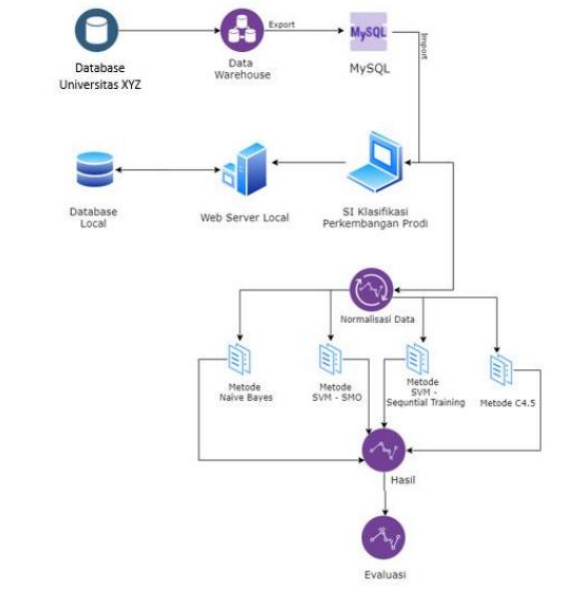 Export
MySQL
Import
Database
Universitas XYZ
Data
Warehouse
MySQL
Database
Local
Web Server Local
SI Klasifikasi
Perkembangan Prodi
Normalisasi Data
Metode
Naive Bayes
Metode
SVM - SMO
Metode
SVM -
Sequntial Training
Metode C4.5
Hasil
Evaluasi